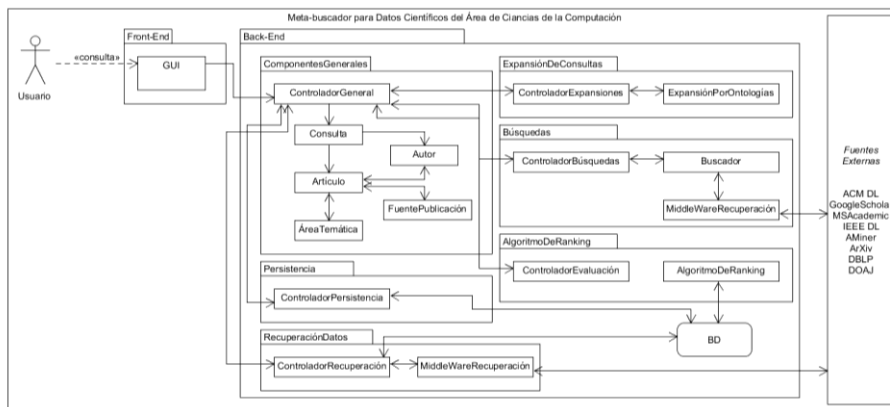 Meta-buscador para Datos Científicos del Área de Ciancias de la Computación
Usuario
«consulta»
Front-End
GUI
Back-End
ComponentesGenerales
ControladorGeneral
Consulta
Autor
Artículo
FuentePublicación
ÁreaTemática
Persistencia
ControladorPersistencia
RecuperaciónDatos
ControladorRecuperación
MiddleWareRecuperación
ExpansiónDeConsultas
ControladorExpansiones
ExpansiónPorOntologías
Búsquedas
ControladorBúsquedas
Buscador
MiddleWareRecuperación
AlgoritmoDeRanking
ControladorEvaluación
AlgoritmoDeRanking
BD
Fuentes
Externas
ACM DL
GoogleSchola
MSAcademic
IEEE DL
AMiner
ArXiv
DBLP
DOAJ